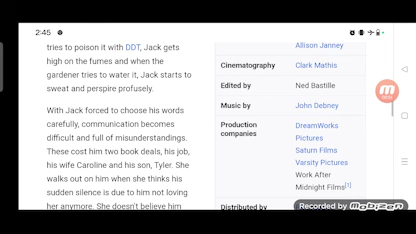 2:45
tries to poison it with DDT, Jack gets
high on the fumes and when the
gardener tries to water it, Jack starts to
sweat and perspire profusely.
With Jack forced to choose his words
carefully, communication becomes
difficult and full of misunderstandings.
These cost him two book deals, his job,
his wife Caroline and his son, Tyler. She
walks out on him when she thinks his
sudden silence is due to him not loving
her anymore. She doesn't believe him
Allison Janney
Cinematography Clark Mathis
Edited by Ned Bastille
Music by John Debney
Production DreamWorks
companies Pictures
Saturn Films
Varsity Pictures
Work After
Midnight Films[1]
Distributed by
Recorded by mobizen